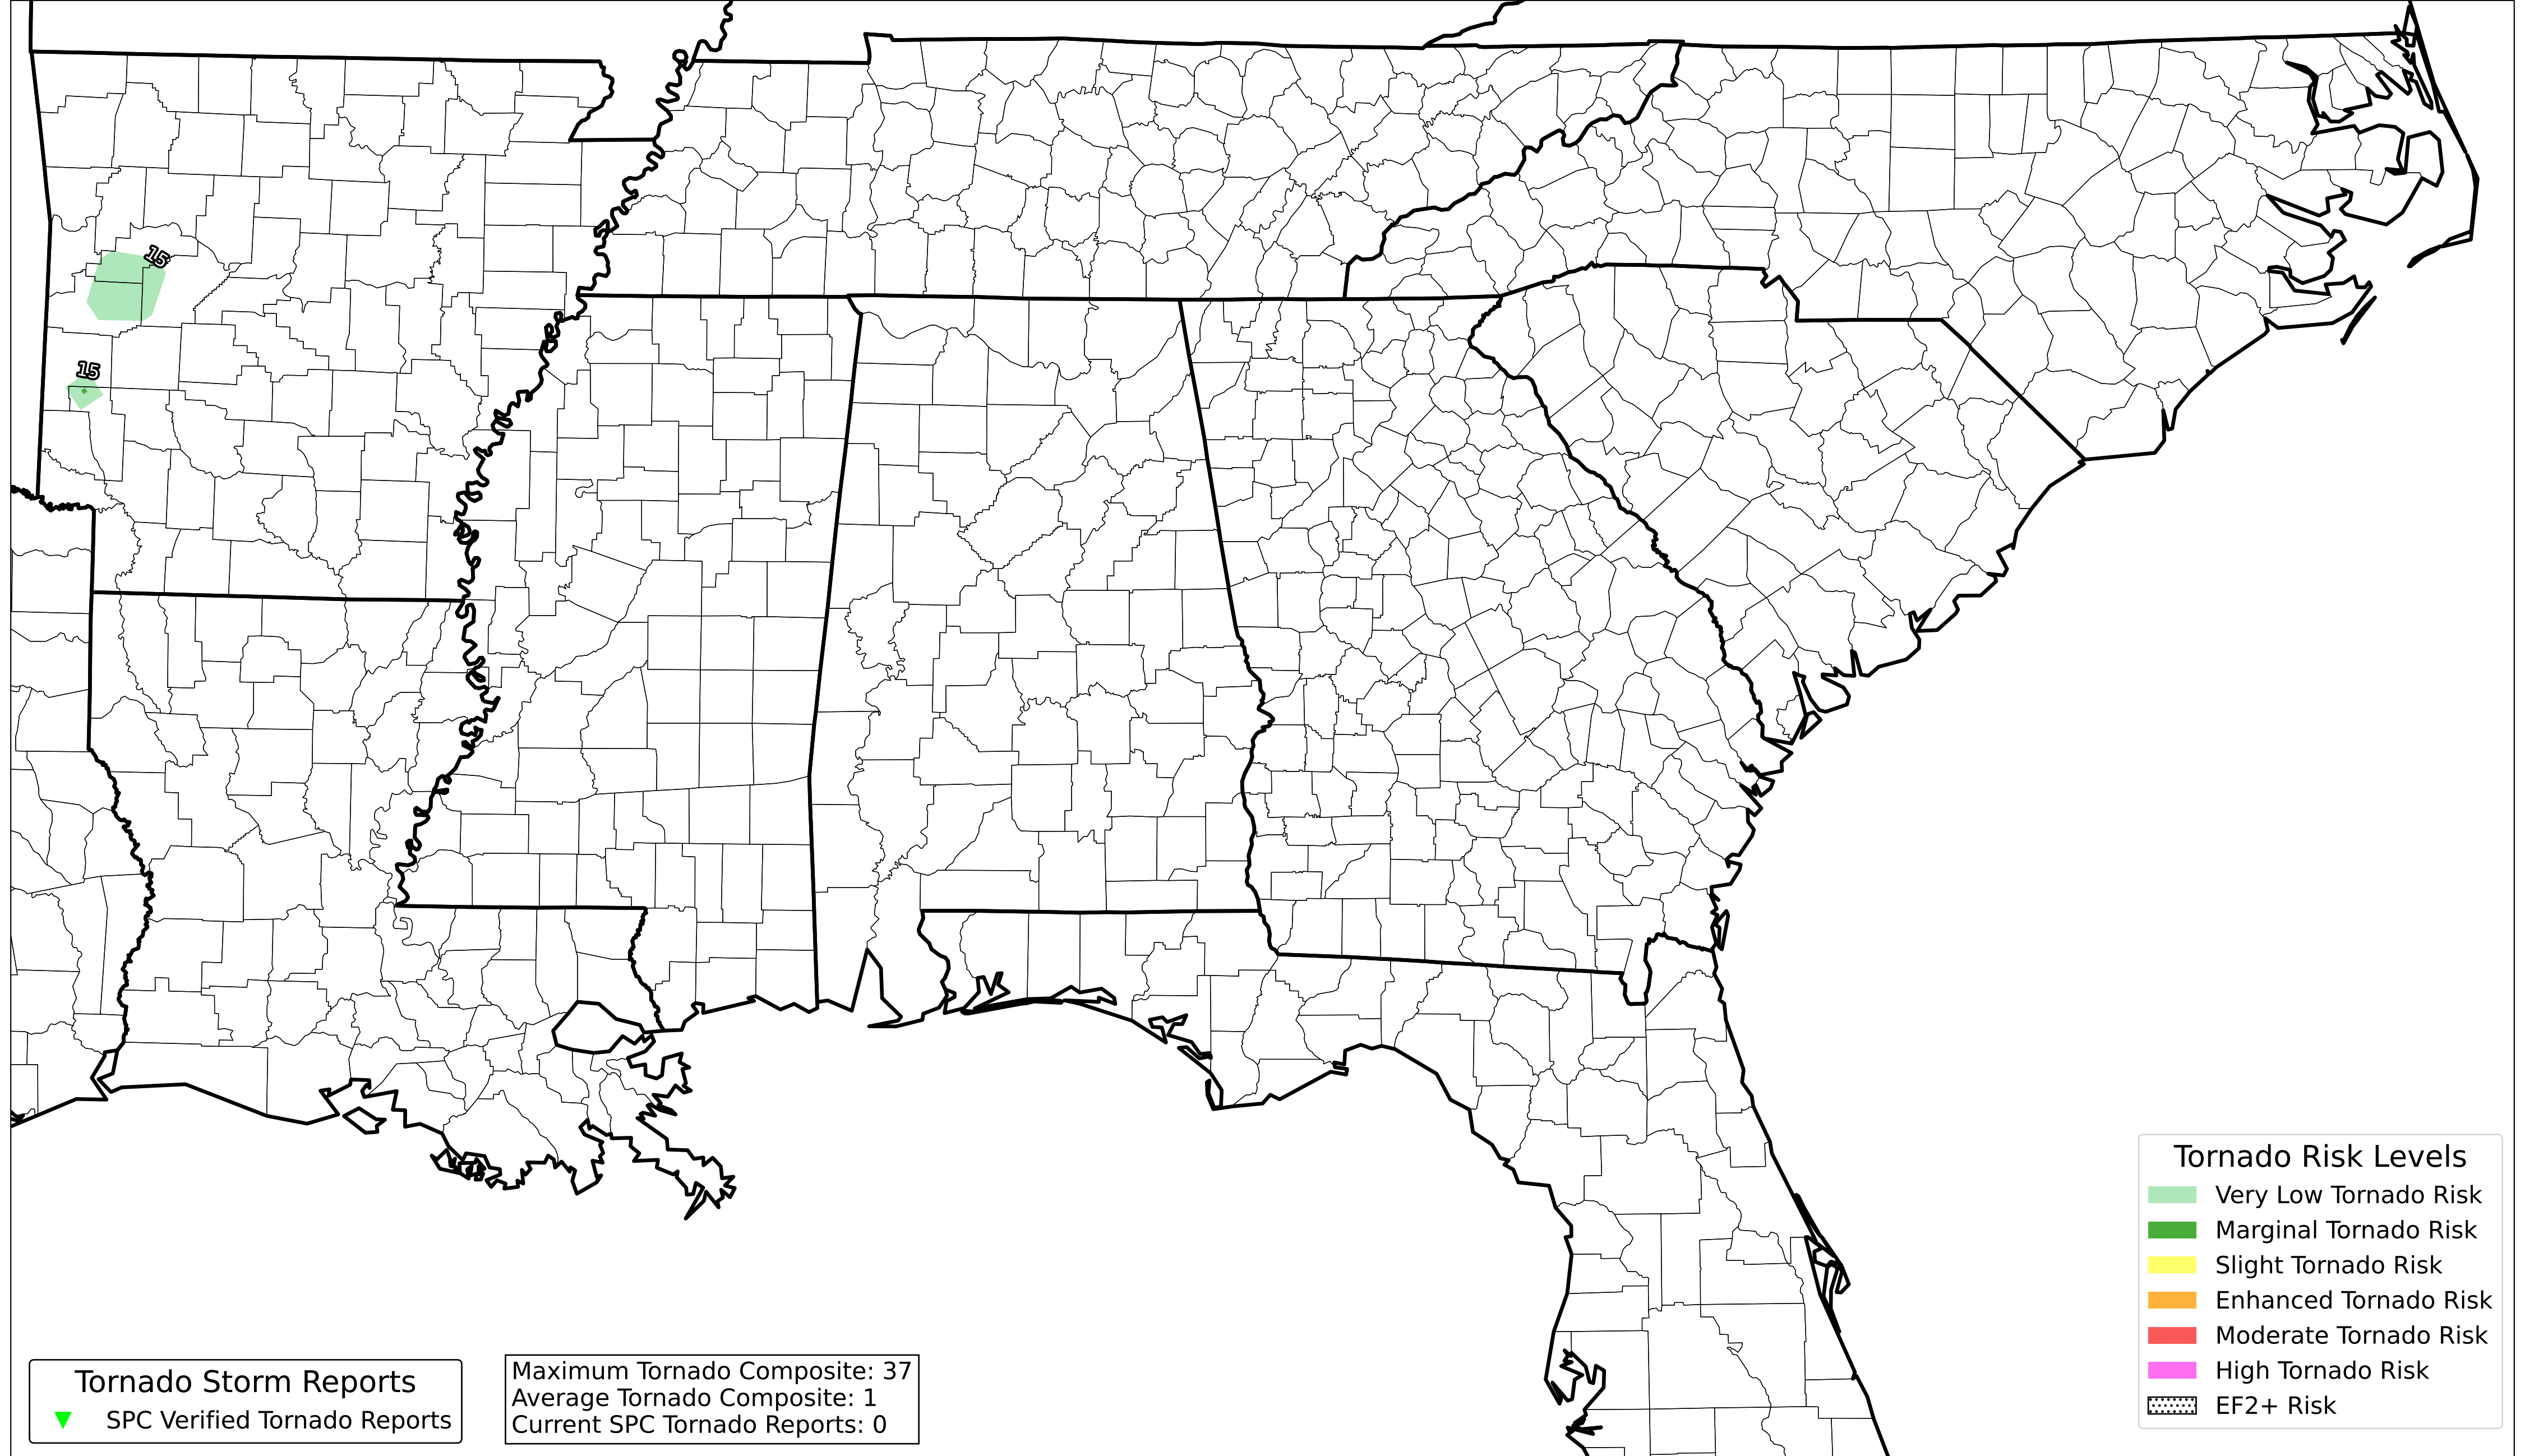 15
15
Tornado Storm Reports
SPC Verified Tornado Reports
Maximum Tornado Composite: 37
Average Tornado Composite: 1
Current SPC Tornado Reports: 0
Tornado Risk Levels
Very Low Tornado Risk
Marginal Tornado Risk
Slight Tornado Risk
Enhanced Tornado Risk
Moderate Tornado Risk
High Tornado Risk
EF2+ Risk